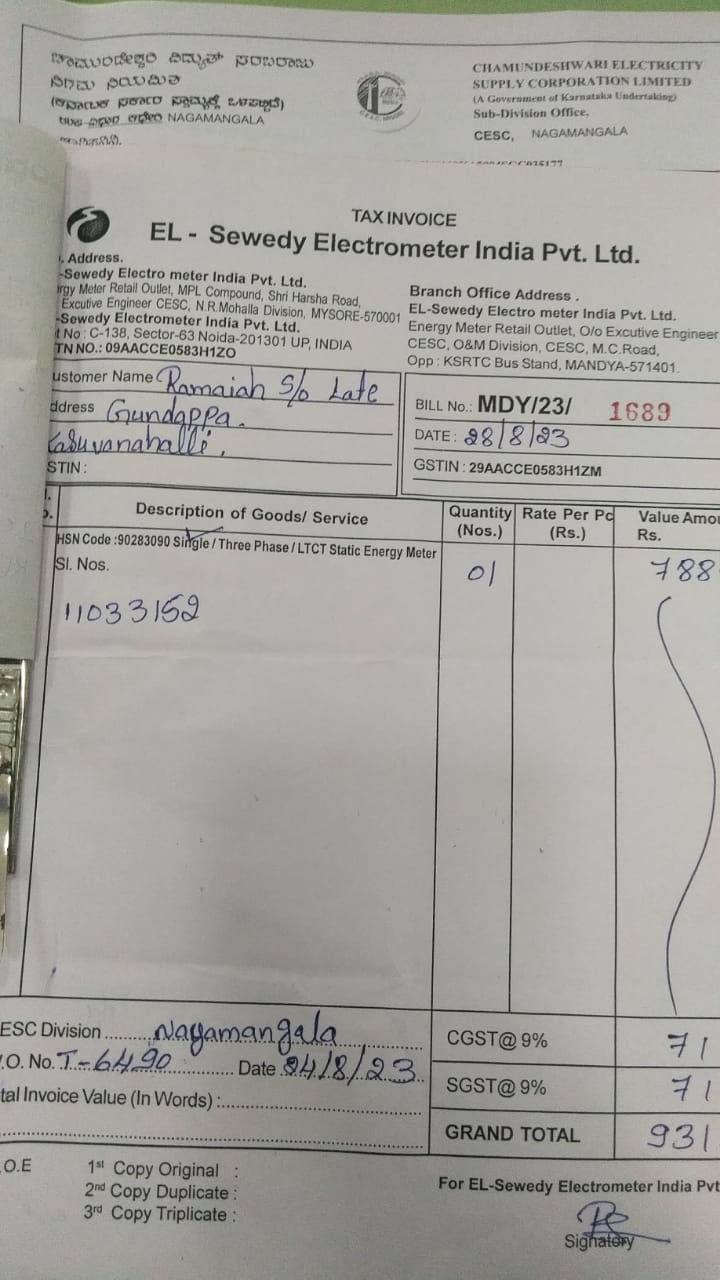 ಚಾಮುಂಡೇಶ್ವರಿ ವಿದ್ಯುತ್ ಸರಬರಾಜು
ನಿಗಮ ನಿಯಮಿತ
(ಕರ್ನಾಟಕ ಸರ್ಕಾರದ ಸ್ವಾಮ್ಯಕ್ಕೆ ಒಳಪಟ್ಟಿದೆ)
NAGAMANGALA
CHAMUNDESHWARI ELECTRICITY
SUPPLY CORPORATION LIMITED
(A Government of Karnataka Undertaking)
Sub-Division Office,
CESC, NAGAMANGALA
TAX INVOICE
EL - Sewedy Electrometer India Pvt. Ltd.
. Address.
-Sewedy Electro meter India Pvt. Ltd.
rgy Meter Retail Outlet, MPL Compound, Shri Harsha Road,
Excutive Engineer CESC, N.R.Mohalla Division, MYSORE-570001
-Sewedy Electrometer India Pvt. Ltd.
t No : C-138, Sector-63 Noida-201301 UP, INDIA
TN NO.: 09AACCE0583H1ZO
Branch Office Address .
EL-Sewedy Electro meter India Pvt. Ltd.
Energy Meter Retail Outlet, O/o Excutive Engineer
CESC, O&M Division, CESC, M.C.Road,
Opp : KSRTC Bus Stand, MANDYA-571401.
ustomer Name Ramaiah S/o Late
ddress Gundappa.
Kasuvanahalli,
STIN :
BILL No.: MDY/23/ 1689
DATE : 28/8/23
GSTIN : 29AACCE0583H1ZM
Description of Goods/ Service Quantity (Nos.) Rate Per Pc (Rs.) Value Amou Rs.
HSN Code :90283090 Single / Three Phase / LTCT Static Energy Meter
Sl. Nos. 01 788
11033152
ESC Division Nagamangala
.O. No. T-6490 Date 24/8/23
tal Invoice Value (In Words) :
CGST@ 9% 71
SGST@ 9% 71
GRAND TOTAL 931
.O.E
1st Copy Original :
2nd Copy Duplicate :
3rd Copy Triplicate :
For EL-Sewedy Electrometer India Pvt
Signatory